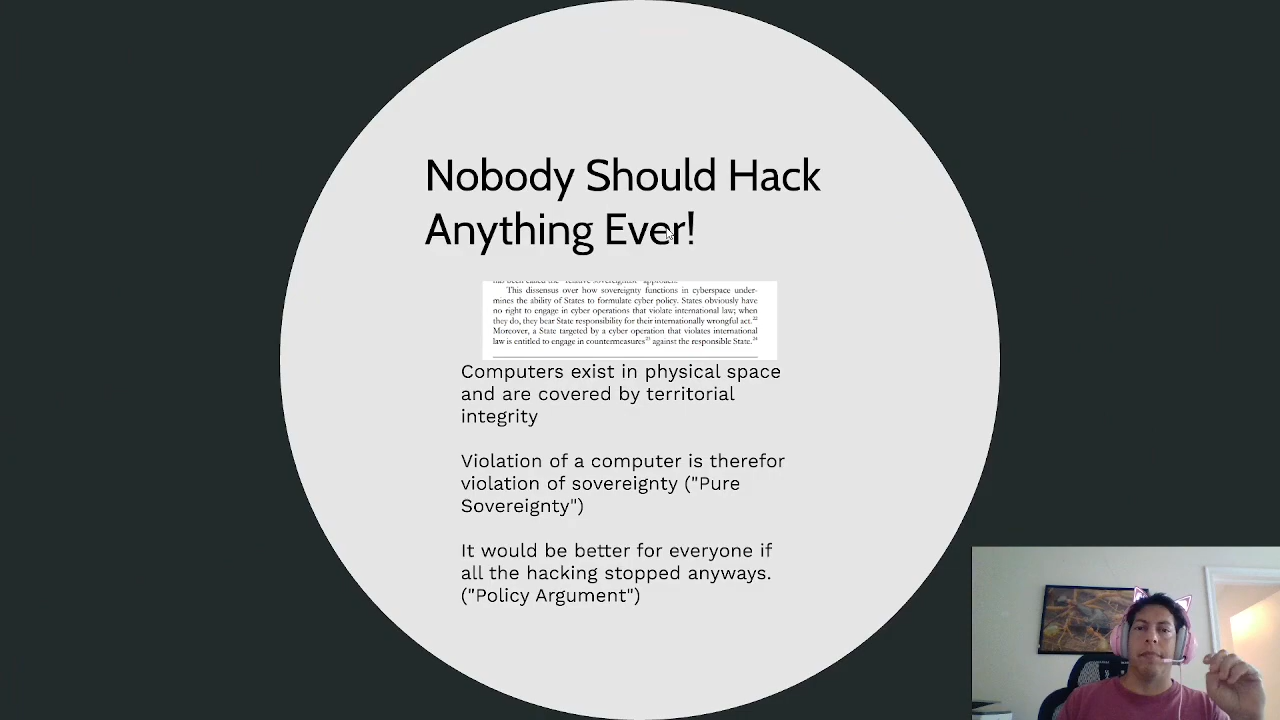 Nobody Should Hack
Anything Ever!
This dissensus over how sovereignty functions in cyberspace under-
mines the ability of States to formulate cyber policy. States obviously have
no right to engage in cyber operations that violate international law; when
they do, they bear State responsibility for their internationally wrongful act.22
Moreover, a State targeted by a cyber operation that violates international
law is entitled to engage in countermeasures23 against the responsible State.24
Computers exist in physical space
and are covered by territorial
integrity
Violation of a computer is therefor
violation of sovereignty ("Pure
Sovereignty")
It would be better for everyone if
all the hacking stopped anyways.
("Policy Argument")